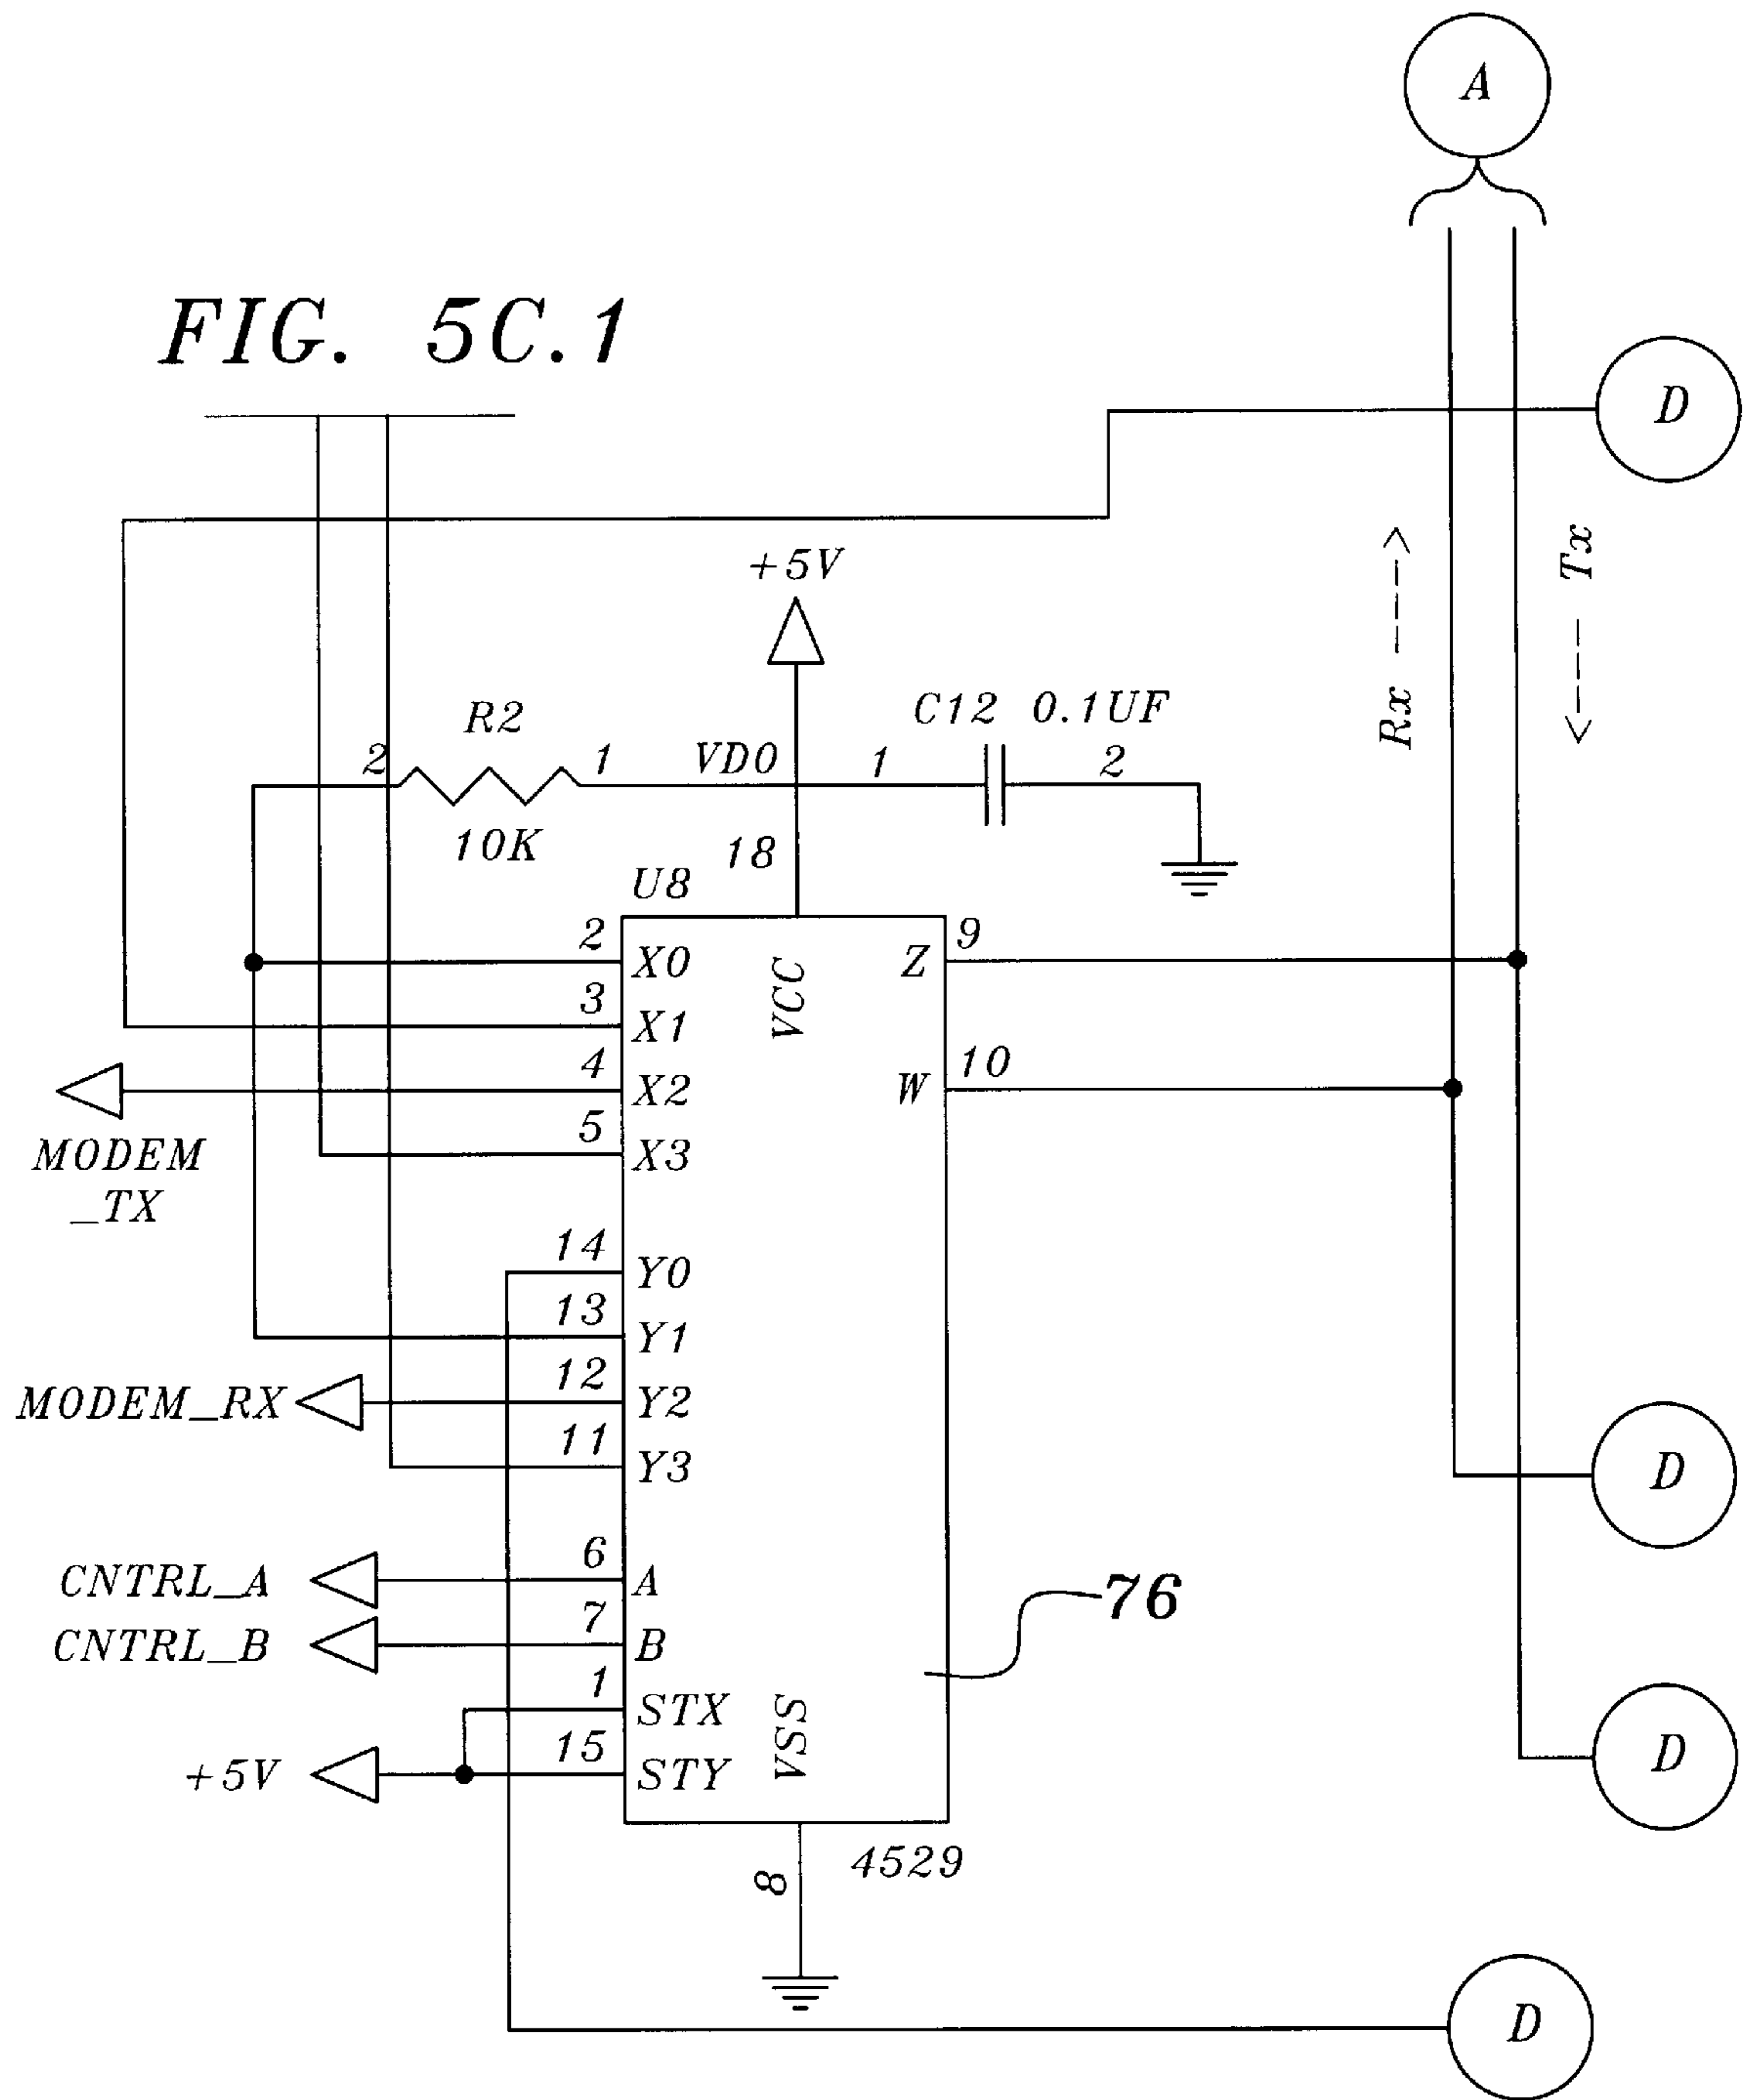 A
FIG. 5C.1
D
+5V
Rx --->
<--- Tx
R2
C12 0.1UF
2
1
VDO
1
2
10K
18
U8
2
X0
VCC
Z
9
3
X1
4
X2
W
10
MODEM
_TX
5
X3
14
Y0
13
Y1
MODEM_RX
12
Y2
11
Y3
D
CNTRL_A
6
A
76
CNTRL_B
7
B
1
STX
VSS
+5V
15
STY
D
8
4529
D